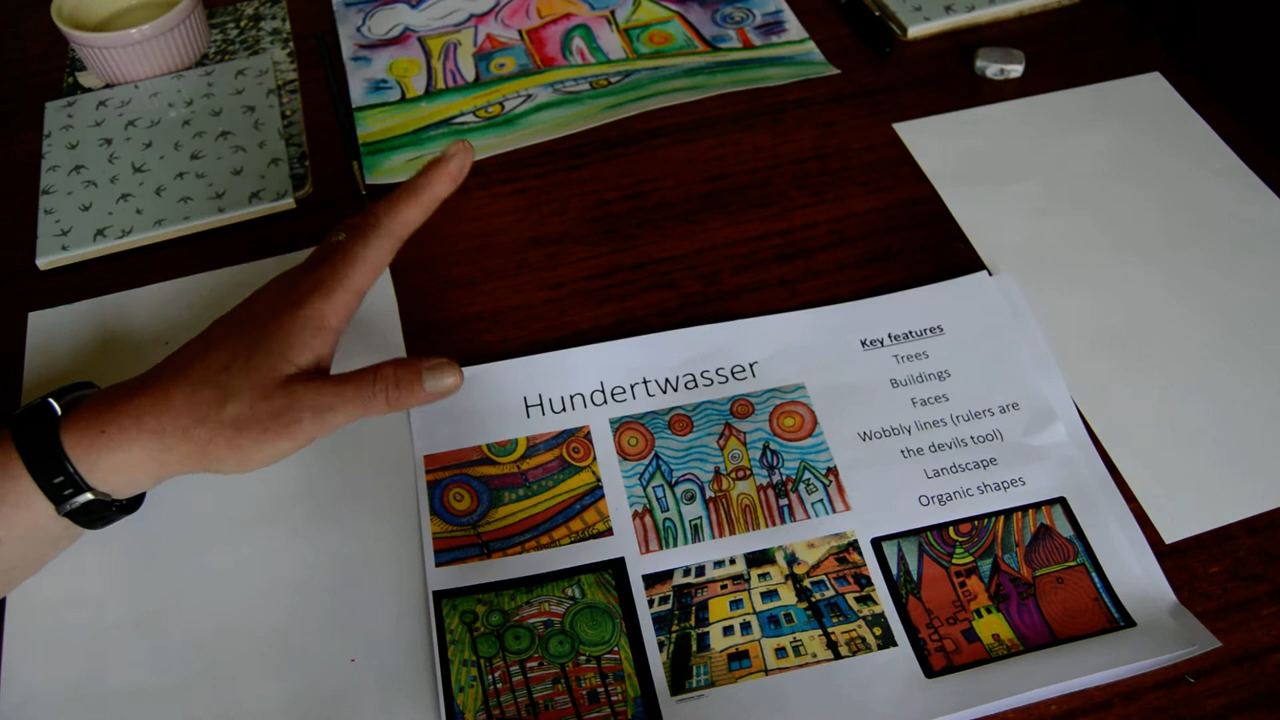 Hundertwasser
Key features
Trees
Buildings
Faces
Wobbly lines (rulers are
the devils tool)
Landscape
Organic shapes